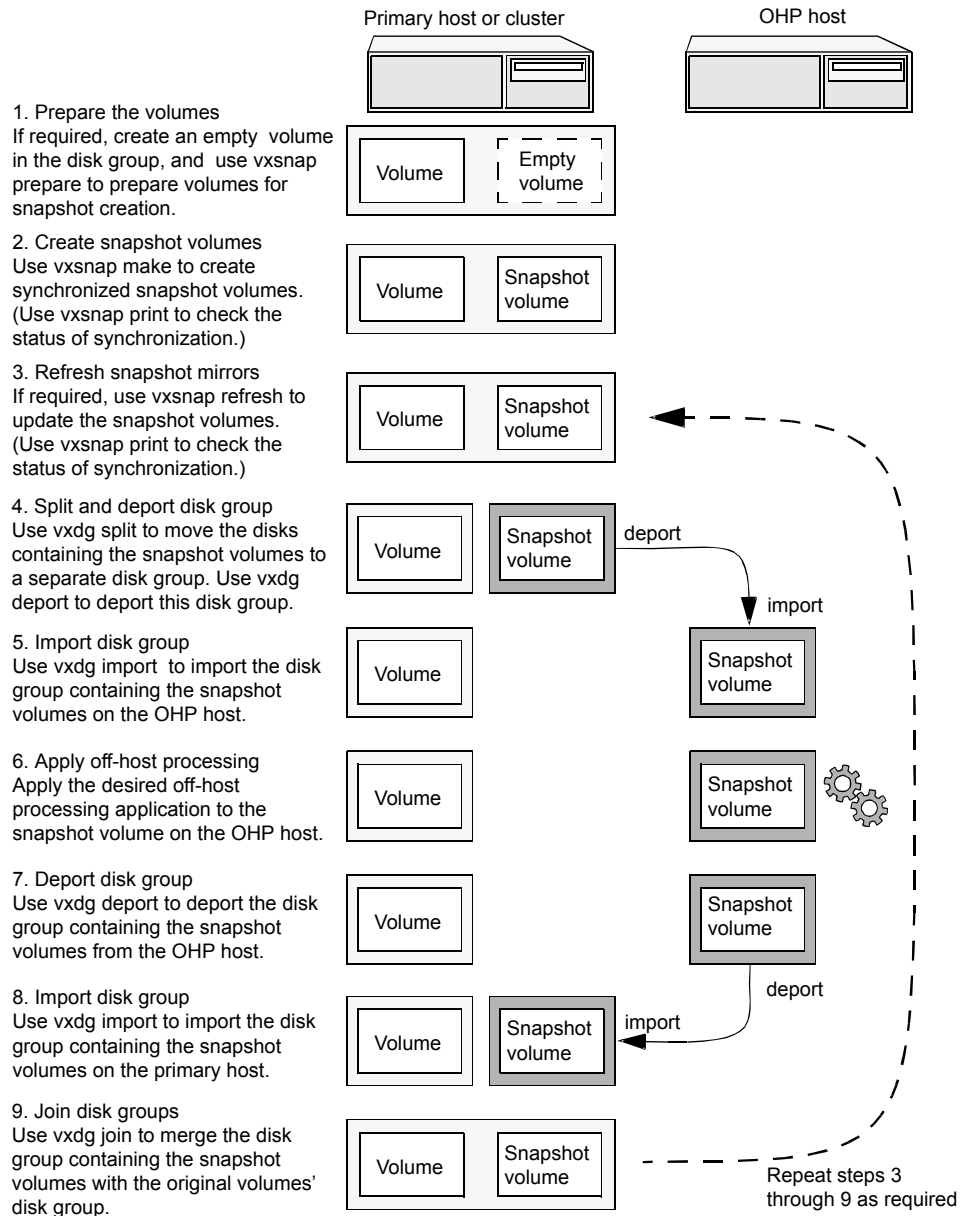 Primary host or cluster
OHP host
1. Prepare the volumes
If required, create an empty volume
in the disk group, and use vxsnap
prepare to prepare volumes for
snapshot creation.
Volume
Empty
volume
2. Create snapshot volumes
Use vxsnap make to create
synchronized snapshot volumes.
(Use vxsnap print to check the
status of synchronization.)
Volume
Snapshot
volume
3. Refresh snapshot mirrors
If required, use vxsnap refresh to
update the snapshot volumes.
(Use vxsnap print to check the
status of synchronization.)
Volume
Snapshot
volume
4. Split and deport disk group
Use vxdg split to move the disks
containing the snapshot volumes to
a separate disk group. Use vxdg
deport to deport this disk group.
Volume
Snapshot
volume
deport
import
5. Import disk group
Use vxdg import to import the disk
group containing the snapshot
volumes on the OHP host.
Volume
Snapshot
volume
6. Apply off-host processing
Apply the desired off-host
processing application to the
snapshot volume on the OHP host.
Volume
Snapshot
volume
7. Deport disk group
Use vxdg deport to deport the disk
group containing the snapshot
volumes from the OHP host.
Volume
Snapshot
volume
deport
8. Import disk group
Use vxdg import to import the disk
group containing the snapshot
volumes on the primary host.
Volume
Snapshot
volume
import
9. Join disk groups
Use vxdg join to merge the disk
group containing the snapshot
volumes with the original volumes’
disk group.
Volume
Snapshot
volume
Repeat steps 3
through 9 as required